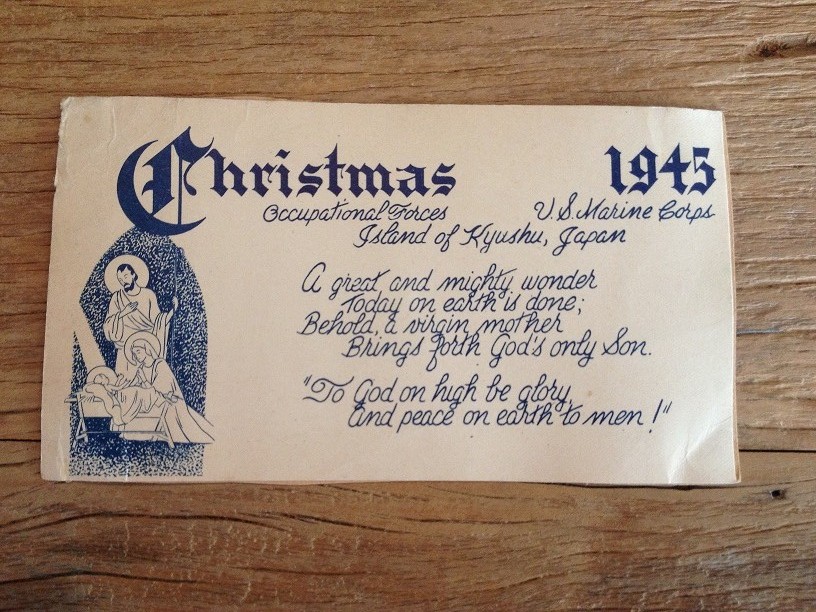 Christmas 1945
Occupational Forces U.S. Marine Corps
Island of Kyushu, Japan
A great and mighty wonder
Today on earth is done;
Behold, a virgin mother
Brings forth God's only Son.
"To God on high be glory,
And peace on earth to men!"